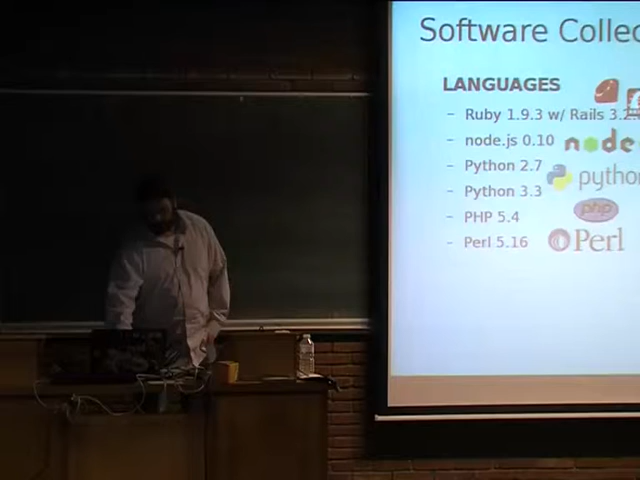 Software Collec
LANGUAGES
- Ruby 1.9.3 w/ Rails 3.2.8
- node.js 0.10
node
- Python 2.7
- Python 3.3
python
- PHP 5.4
php
- Perl 5.16
Perl